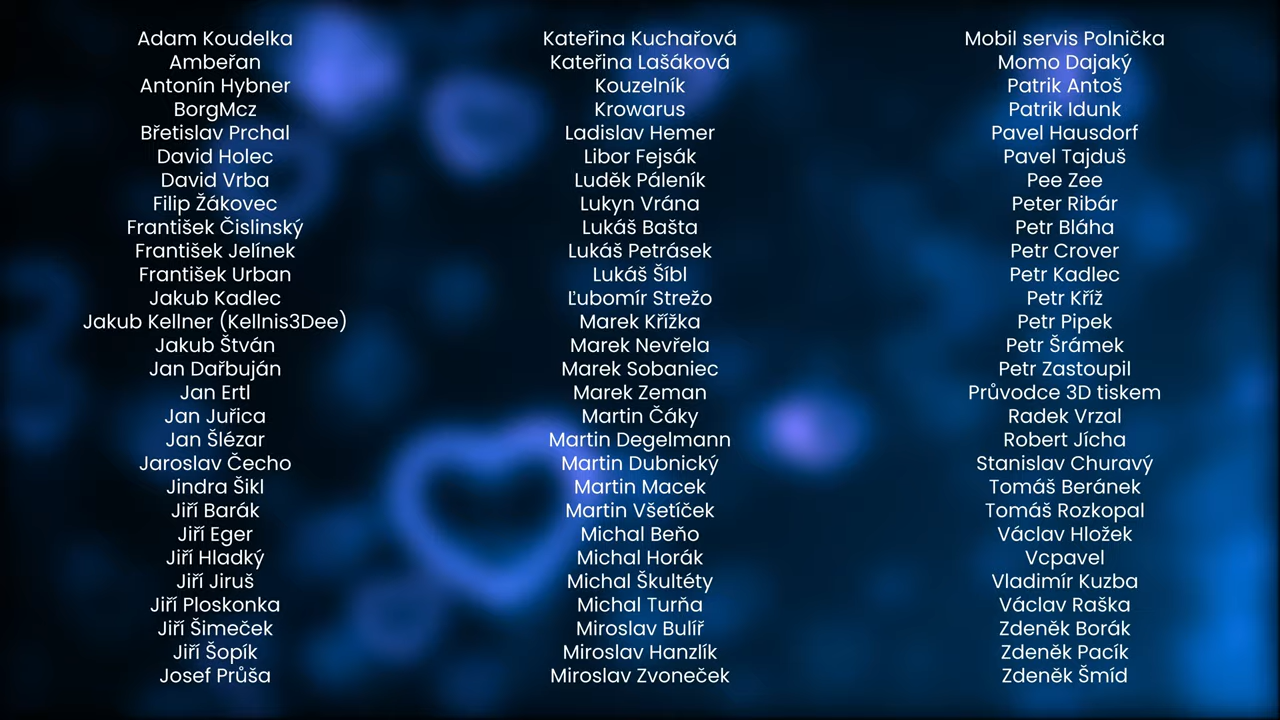 Adam Koudelka
Ambeřan
Antonín Hybner
BorgMcz
Břetislav Prchal
David Holec
David Vrba
Filip Žákovec
František Čislinský
František Jelínek
František Urban
Jakub Kadlec
Jakub Kellner (Kellnis3Dee)
Jakub Štván
Jan Dařbuján
Jan Ertl
Jan Juřica
Jan Šlézar
Jaroslav Čecho
Jindra Šikl
Jiří Barák
Jiří Eger
Jiří Hladký
Jiří Jiruš
Jiří Ploskonka
Jiří Šimeček
Jiří Šopík
Josef Průša
Kateřina Kuchařová
Kateřina Lašáková
Kouzelník
Krowarus
Ladislav Hemer
Libor Fejsák
Luděk Páleník
Lukyn Vrána
Lukáš Bašta
Lukáš Petrásek
Lukáš Šíbl
Ľubomír Strežo
Marek Křížka
Marek Nevřela
Marek Sobaniec
Marek Zeman
Martin Čáky
Martin Degelmann
Martin Dubnický
Martin Macek
Martin Všetíček
Michal Beňo
Michal Horák
Michal Škultéty
Michal Turňa
Miroslav Bulíř
Miroslav Hanzlík
Miroslav Zvoneček
Mobil servis Polnička
Momo Dajaký
Patrik Antoš
Patrik Idunk
Pavel Hausdorf
Pavel Tajduš
Pee Zee
Peter Ribár
Petr Bláha
Petr Crover
Petr Kadlec
Petr Kříž
Petr Pipek
Petr Šrámek
Petr Zastoupil
Průvodce 3D tiskem
Radek Vrzal
Robert Jícha
Stanislav Churavý
Tomáš Beránek
Tomáš Rozkopal
Václav Hložek
Vcpavel
Vladimír Kuzba
Václav Raška
Zdeněk Borák
Zdeněk Pacík
Zdeněk Šmíd